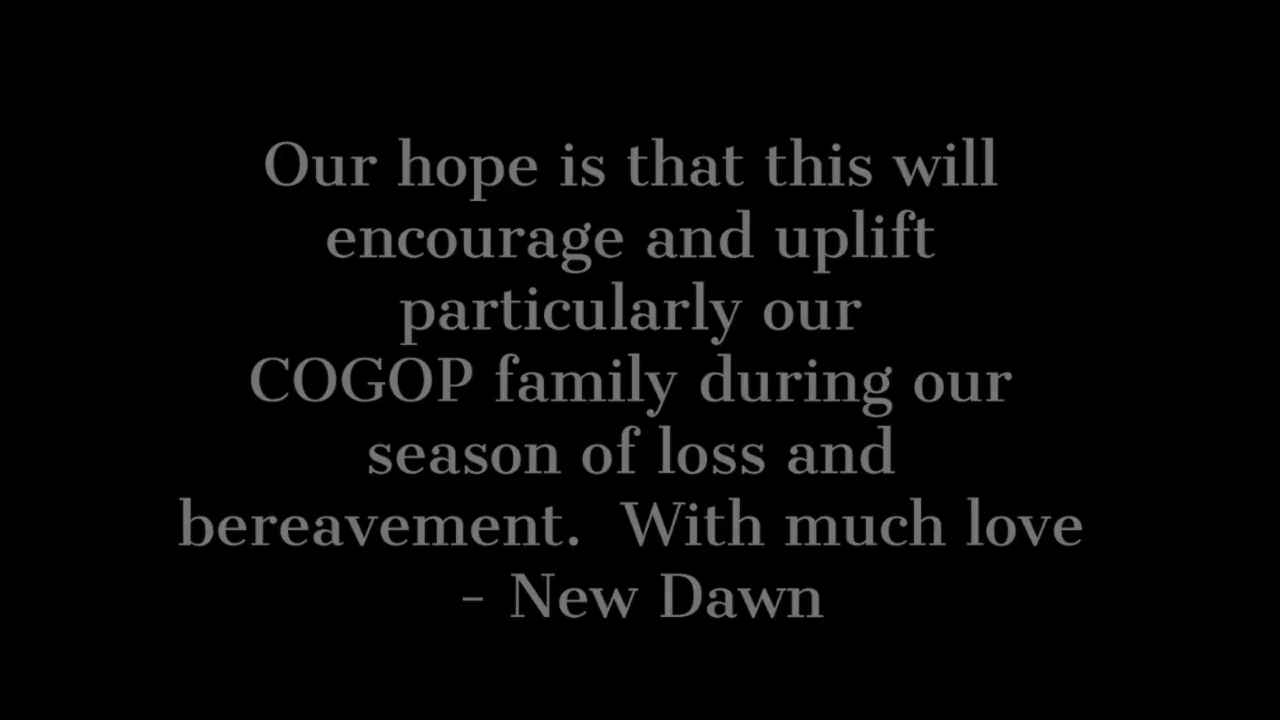 Our hope is that this will
encourage and uplift
particularly our
COGOP family during our
season of loss and
bereavement.  With much love
- New Dawn